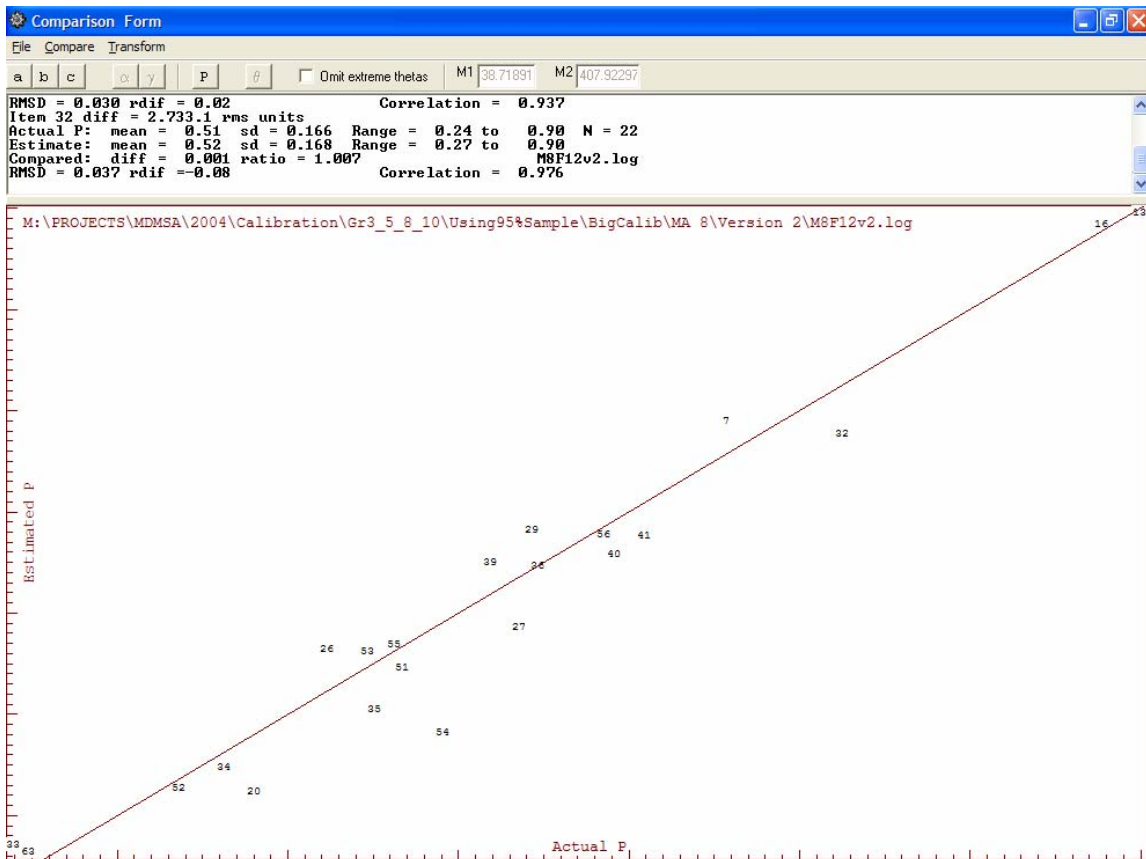 Comparison Form
File Compare Transform
a b c α γ P θ Omit extreme thetas M1 38.71891 M2 407.92297
RMSD = 0.030 rdif = 0.02 Correlation = 0.937
Item 32 diff = 2.733.1 rms units
Actual P: mean = 0.51 sd = 0.166 Range = 0.24 to 0.90 N = 22
Estimate: mean = 0.52 sd = 0.168 Range = 0.27 to 0.90
Compared: diff = 0.001 ratio = 1.007 M8F12v2.log
RMSD = 0.037 rdif =-0.08 Correlation = 0.976
M:\PROJECTS\MDMSA\2004\Calibration\Gr3_5_8_10\Using95%Sample\BigCalib\MA 8\Version 2\M8F12v2.log
13
16
7
32
29
56
41
40
39
36
Estimated P
27
55
26
53
51
35
54
34
52
20
33
63
Actual P